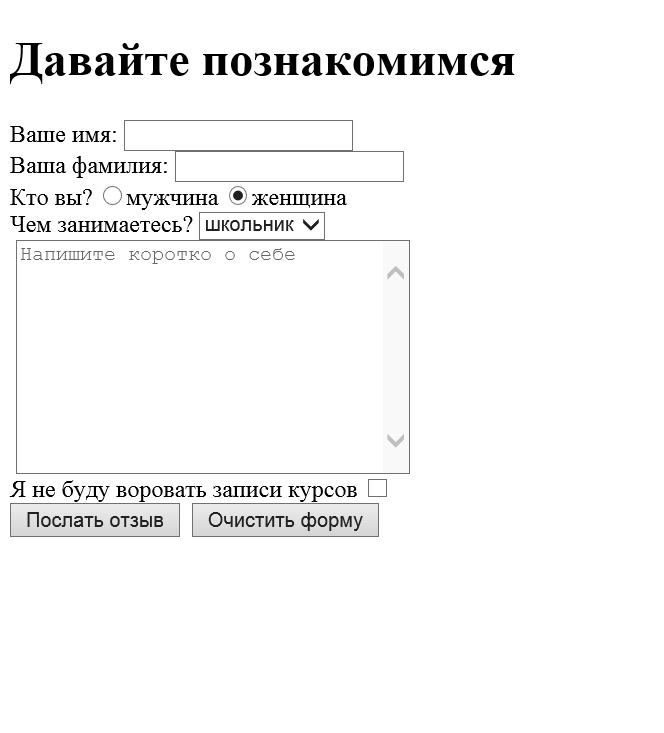 Давайте познакомимся
Ваше имя:
Ваша фамилия:
Кто вы? мужчина женщина
Чем занимаетесь? школьник
Напишите коротко о себе
Я не буду воровать записи курсов
Послать отзыв Очистить форму